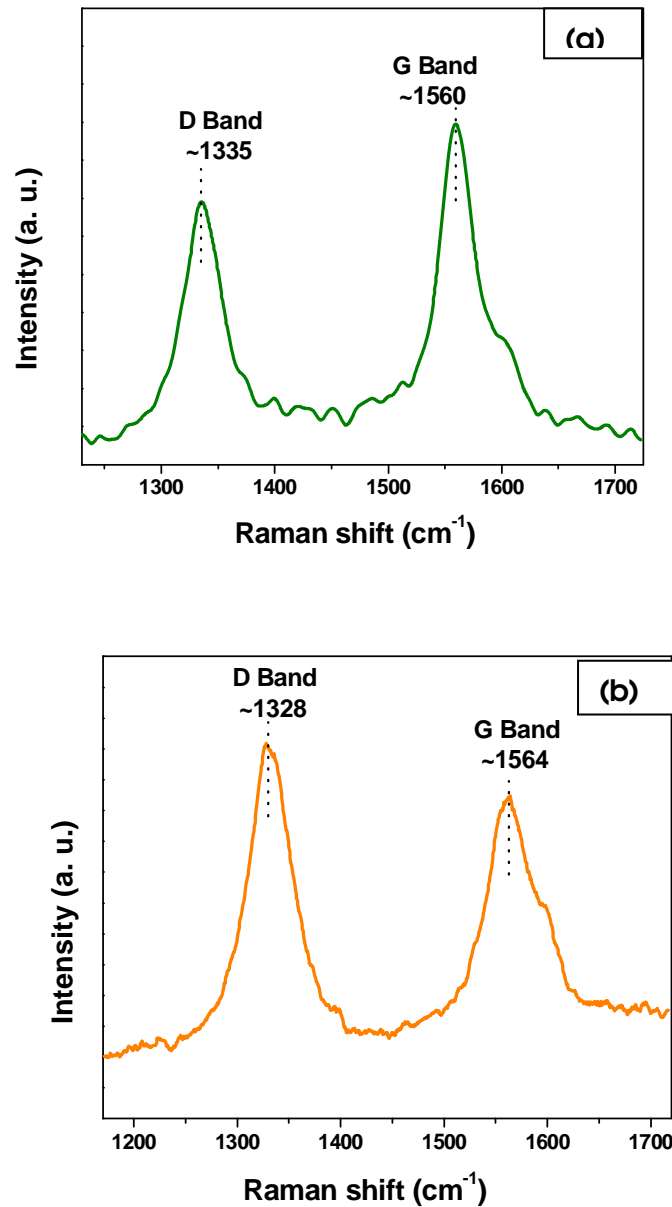 (a)
G Band
~1560
D Band
~1335
Intensity (a. u.)
1300 1400 1500 1600 1700
Raman shift (cm⁻¹)
(b)
D Band
~1328
G Band
~1564
Intensity (a. u.)
1200 1300 1400 1500 1600 1700
Raman shift (cm⁻¹)